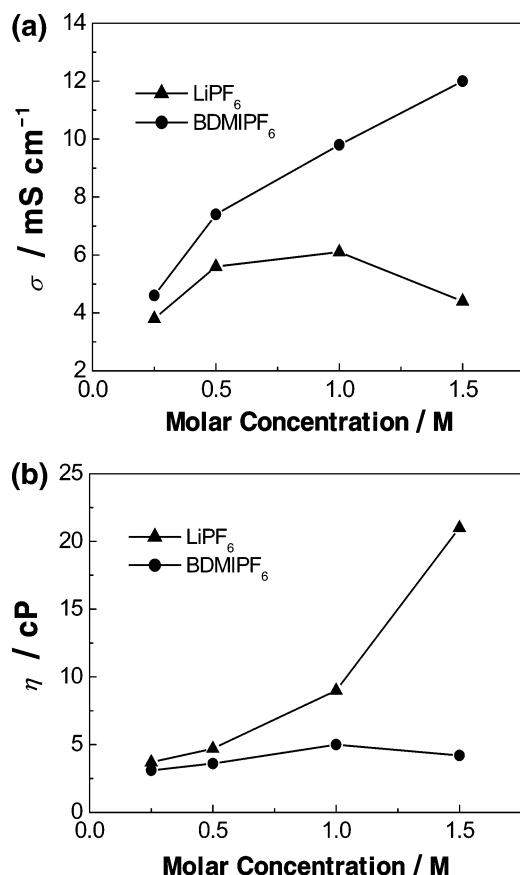 (a)
14
12
10
8
6
4
2
σ / mS cm⁻¹
LiPF₆
BDMIPF₆
0.0 0.5 1.0 1.5
Molar Concentration / M
(b)
25
20
15
10
5
0
η / cP
LiPF₆
BDMIPF₆
0.0 0.5 1.0 1.5
Molar Concentration / M